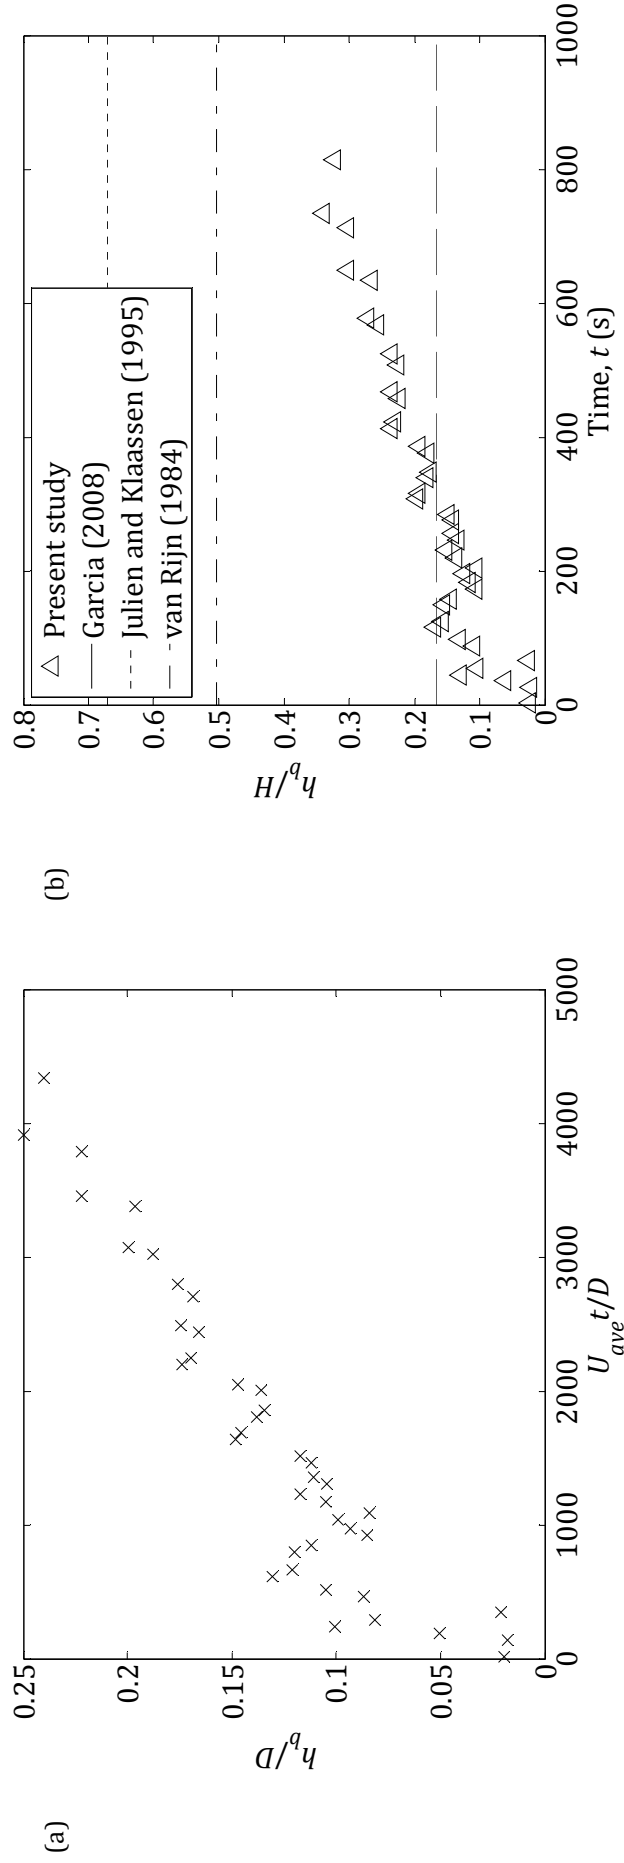 (a)
h_b/D
0.25
0.2
0.15
0.1
0.05
0
0 1000 2000 3000 4000 5000
U_ave t/D
(b)
h_b/H
0.8
0.7
0.6
0.5
0.4
0.3
0.2
0.1
0
Present study
Garcia (2008)
Julien and Klaassen (1995)
van Rijn (1984)
0 200 400 600 800 1000
Time, t (s)